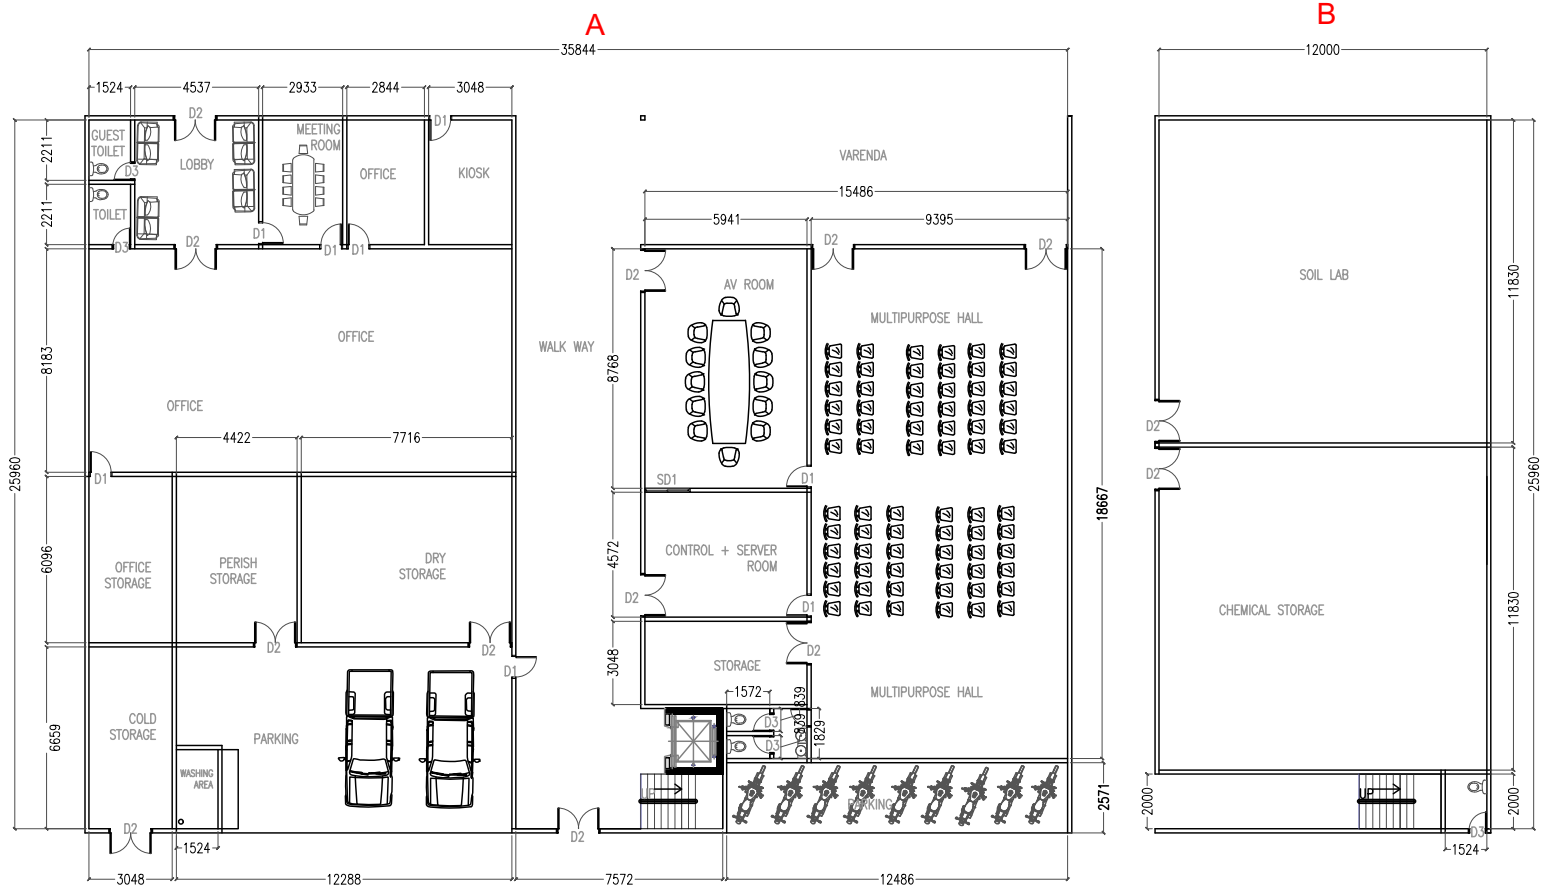 A
B
35844
12000
1524
4537
2933
2844
3048
D2
D1
GUEST
TOILET
MEETING
ROOM
LOBBY
D3
OFFICE
KIOSK
2211
VARENDA
15486
TOILET
2211
5941
9395
D1
D2
D3
D1
D1
D2
D2
D2
AV ROOM
SOIL LAB
11830
MULTIPURPOSE HALL
OFFICE
WALK WAY
8183
8768
OFFICE
4422
7716
D2
D1
SD1
D1
D2
25960
18667
25960
6096
OFFICE
STORAGE
PERISH
STORAGE
DRY
STORAGE
4572
CONTROL + SERVER
ROOM
D2
D1
CHEMICAL STORAGE
11830
D2
D2
D1
D2
3048
STORAGE
MULTIPURPOSE HALL
1572
839
839
D3
D3
1829
6659
COLD
STORAGE
PARKING
WASHING
AREA
UP
PARKING
2571
2000
UP
2000
D2
D2
D3
1524
1524
3048
12288
7572
12486